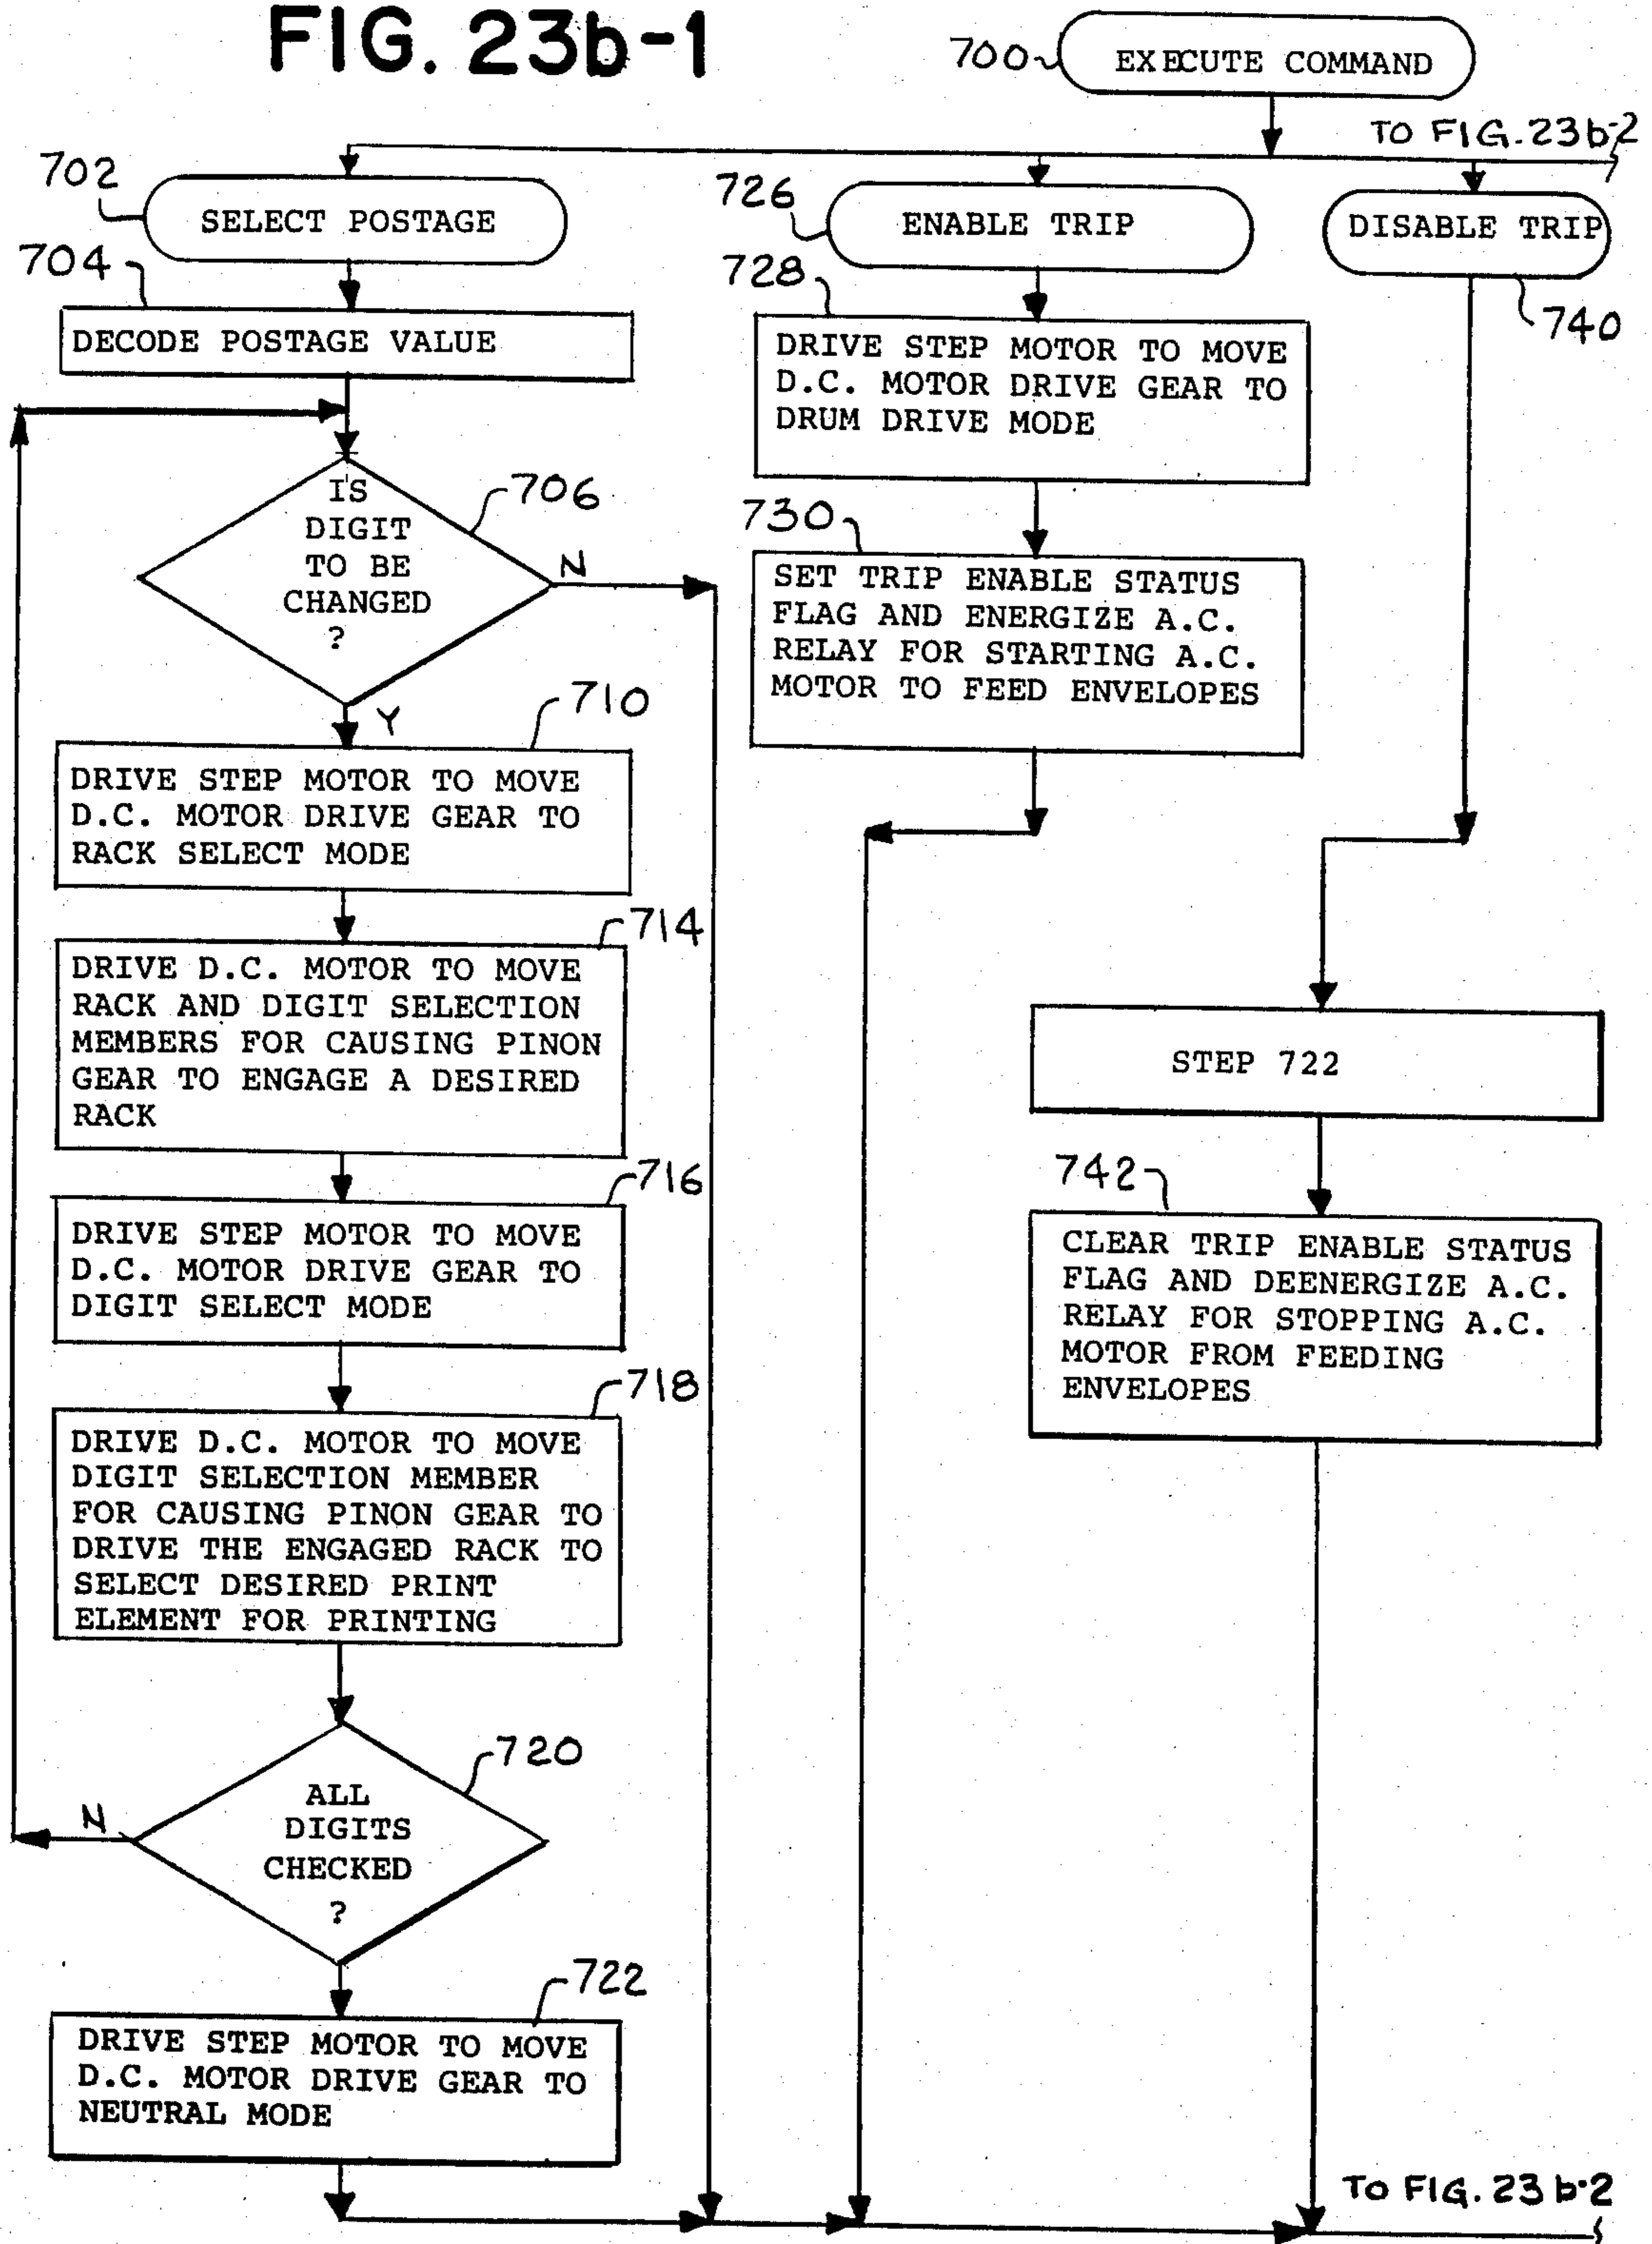 FIG. 23b-1
700
EXECUTE COMMAND
TO FIG. 23b-2
702
SELECT POSTAGE
704
DECODE POSTAGE VALUE
706
IS
DIGIT
TO BE
CHANGED
?
N
Y
710
DRIVE STEP MOTOR TO MOVE
D.C. MOTOR DRIVE GEAR TO
RACK SELECT MODE
714
DRIVE D.C. MOTOR TO MOVE
RACK AND DIGIT SELECTION
MEMBERS FOR CAUSING PINON
GEAR TO ENGAGE A DESIRED
RACK
716
DRIVE STEP MOTOR TO MOVE
D.C. MOTOR DRIVE GEAR TO
DIGIT SELECT MODE
718
DRIVE D.C. MOTOR TO MOVE
DIGIT SELECTION MEMBER
FOR CAUSING PINON GEAR TO
DRIVE THE ENGAGED RACK TO
SELECT DESIRED PRINT
ELEMENT FOR PRINTING
720
ALL
DIGITS
CHECKED
?
N
722
DRIVE STEP MOTOR TO MOVE
D.C. MOTOR DRIVE GEAR TO
NEUTRAL MODE
726
ENABLE TRIP
728
DRIVE STEP MOTOR TO MOVE
D.C. MOTOR DRIVE GEAR TO
DRUM DRIVE MODE
730
SET TRIP ENABLE STATUS
FLAG AND ENERGIZE A.C.
RELAY FOR STARTING A.C.
MOTOR TO FEED ENVELOPES
DISABLE TRIP
740
STEP 722
742
CLEAR TRIP ENABLE STATUS
FLAG AND DEENERGIZE A.C.
RELAY FOR STOPPING A.C.
MOTOR FROM FEEDING
ENVELOPES
TO FIG. 23b-2